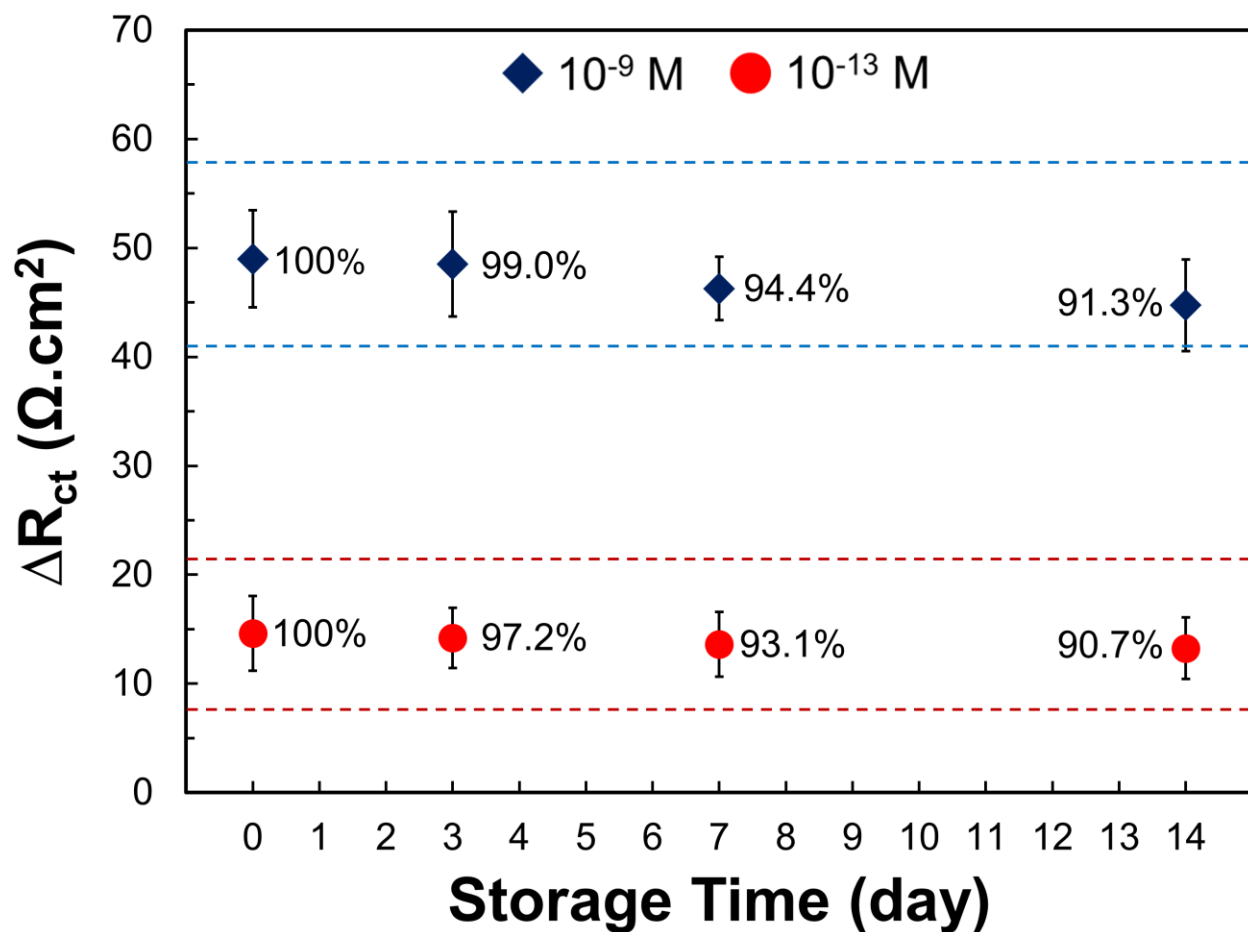 10⁻⁹ M 10⁻¹³ M
70
60
50
40
30
20
10
0
ΔR_ct (Ω.cm²)
100% 99.0% 94.4% 91.3%
100% 97.2% 93.1% 90.7%
0 1 2 3 4 5 6 7 8 9 10 11 12 13 14
Storage Time (day)